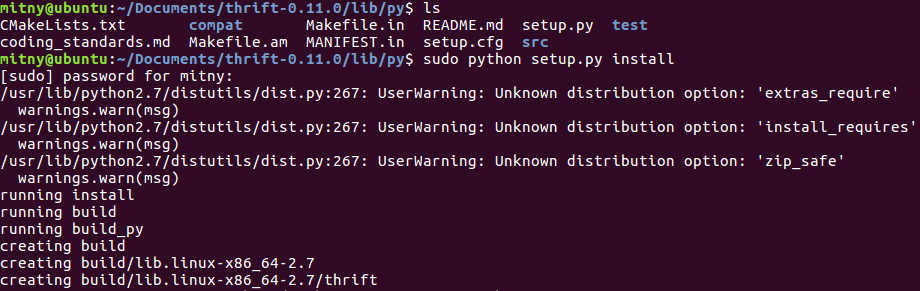 mitny@ubuntu:~/Documents/thrift-0.11.0/lib/py$ ls
CMakeLists.txt compat Makefile.in README.md setup.py test
coding_standards.md Makefile.am MANIFEST.in setup.cfg src
mitny@ubuntu:~/Documents/thrift-0.11.0/lib/py$ sudo python setup.py install
[sudo] password for mitny:
/usr/lib/python2.7/distutils/dist.py:267: UserWarning: Unknown distribution option: 'extras_require'
  warnings.warn(msg)
/usr/lib/python2.7/distutils/dist.py:267: UserWarning: Unknown distribution option: 'install_requires'
  warnings.warn(msg)
/usr/lib/python2.7/distutils/dist.py:267: UserWarning: Unknown distribution option: 'zip_safe'
  warnings.warn(msg)
running install
running build
running build_py
creating build
creating build/lib.linux-x86_64-2.7
creating build/lib.linux-x86_64-2.7/thrift